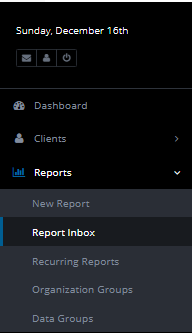 Sunday, December 16th
Dashboard
Clients
Reports
New Report
Report Inbox
Recurring Reports
Organization Groups
Data Groups